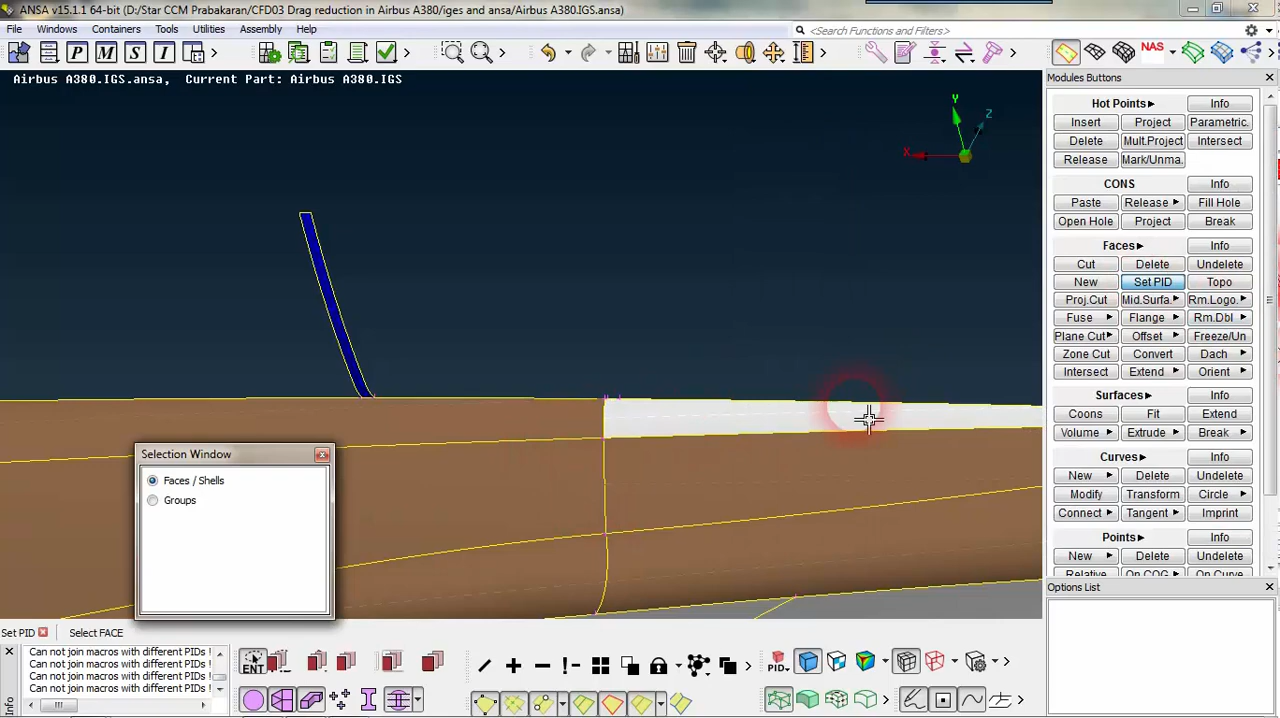 ANSA v15.1.1 64-bit (D:/Star CCM Prabakaran/CFD03 Drag reduction in Airbus A380/iges and ansa/Airbus A380.IGS.ansa)
File Windows Containers Tools Utilities Assembly Help
<Search Functions and Filters>
P M S I NAS
Airbus A380.IGS.ansa, Current Part: Airbus A380.IGS
Y
Z
X
Modules Buttons
Hot Points Info
Insert Project Parametric.
Delete Mult.Project Intersect
Release Mark/Unma.
CONS Info
Paste Release Fill Hole
Open Hole Project Break
Faces Info
Cut Delete Undelete
New Set PID Topo
Proj.Cut Mid.Surfa. Rm.Logo.
Fuse Flange Rm.Dbl
Plane Cut Offset Freeze/Un
Zone Cut Convert Dach
Intersect Extend Orient
Surfaces Info
Coons Fit Extend
Volume Extrude Break
Curves Info
New Delete Undelete
Modify Transform Circle
Connect Tangent Imprint
Points Info
New Delete Undelete
Relative On COG On Curve
Options List
Selection Window
Faces / Shells
Groups
Set PID Select FACE
Can not join macros with different PIDs !
Can not join macros with different PIDs !
Can not join macros with different PIDs !
Can not join macros with different PIDs !
Info
ENT
PID